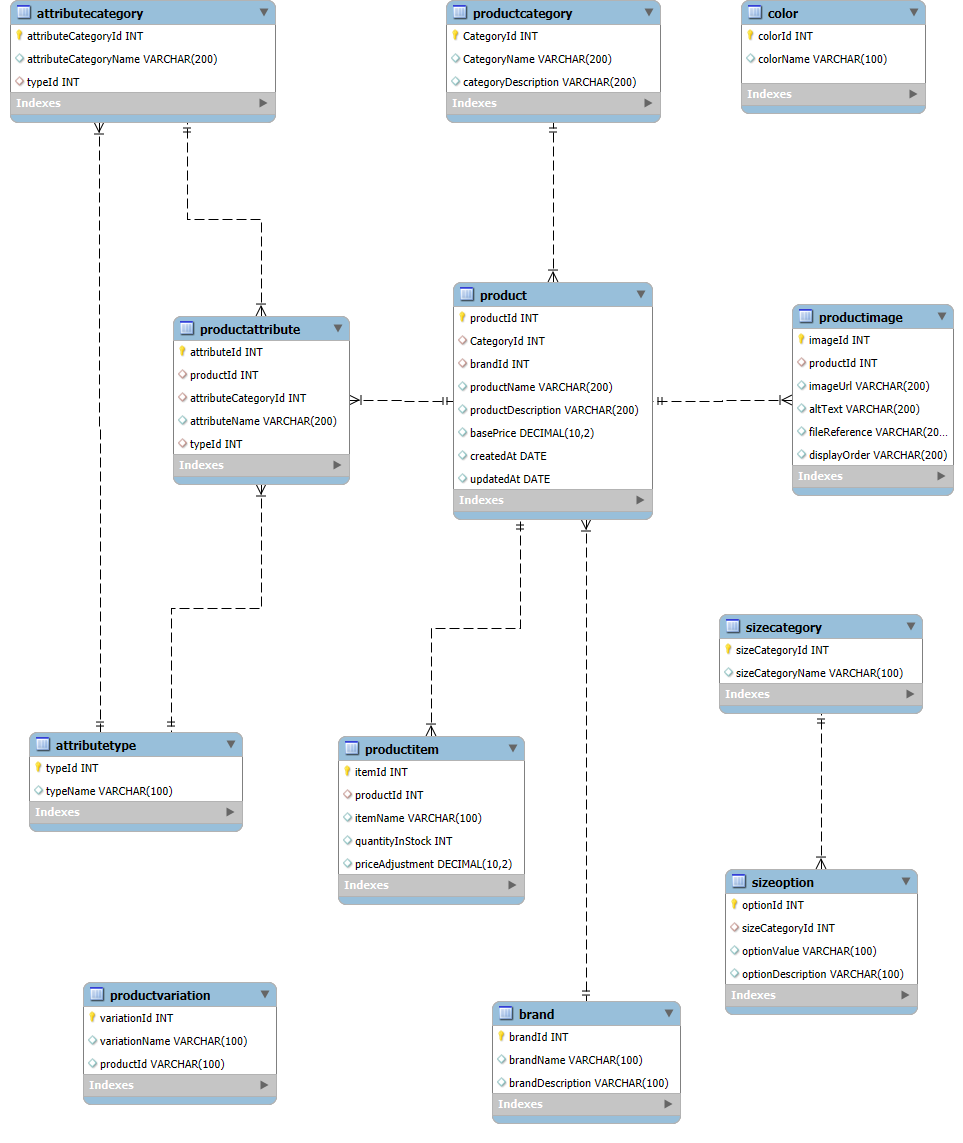 attributecategory
attributeCategoryId INT
attributeCategoryName VARCHAR(200)
typeId INT
Indexes
productcategory
CategoryId INT
CategoryName VARCHAR(200)
categoryDescription VARCHAR(200)
Indexes
color
colorId INT
colorName VARCHAR(100)
Indexes
productattribute
attributeId INT
productId INT
attributeCategoryId INT
attributeName VARCHAR(200)
typeId INT
Indexes
product
productId INT
CategoryId INT
brandId INT
productName VARCHAR(200)
productDescription VARCHAR(200)
basePrice DECIMAL(10,2)
createdAt DATE
updatedAt DATE
Indexes
productimage
imageId INT
productId INT
imageUrl VARCHAR(200)
altText VARCHAR(200)
fileReference VARCHAR(20...
displayOrder VARCHAR(200)
Indexes
attributetype
typeId INT
typeName VARCHAR(100)
Indexes
productitem
itemId INT
productId INT
itemName VARCHAR(100)
quantityInStock INT
priceAdjustment DECIMAL(10,2)
Indexes
sizecategory
sizeCategoryId INT
sizeCategoryName VARCHAR(100)
Indexes
sizeoption
optionId INT
sizeCategoryId INT
optionValue VARCHAR(100)
optionDescription VARCHAR(100)
Indexes
productvariation
variationId INT
variationName VARCHAR(100)
productId VARCHAR(100)
Indexes
brand
brandId INT
brandName VARCHAR(100)
brandDescription VARCHAR(100)
Indexes